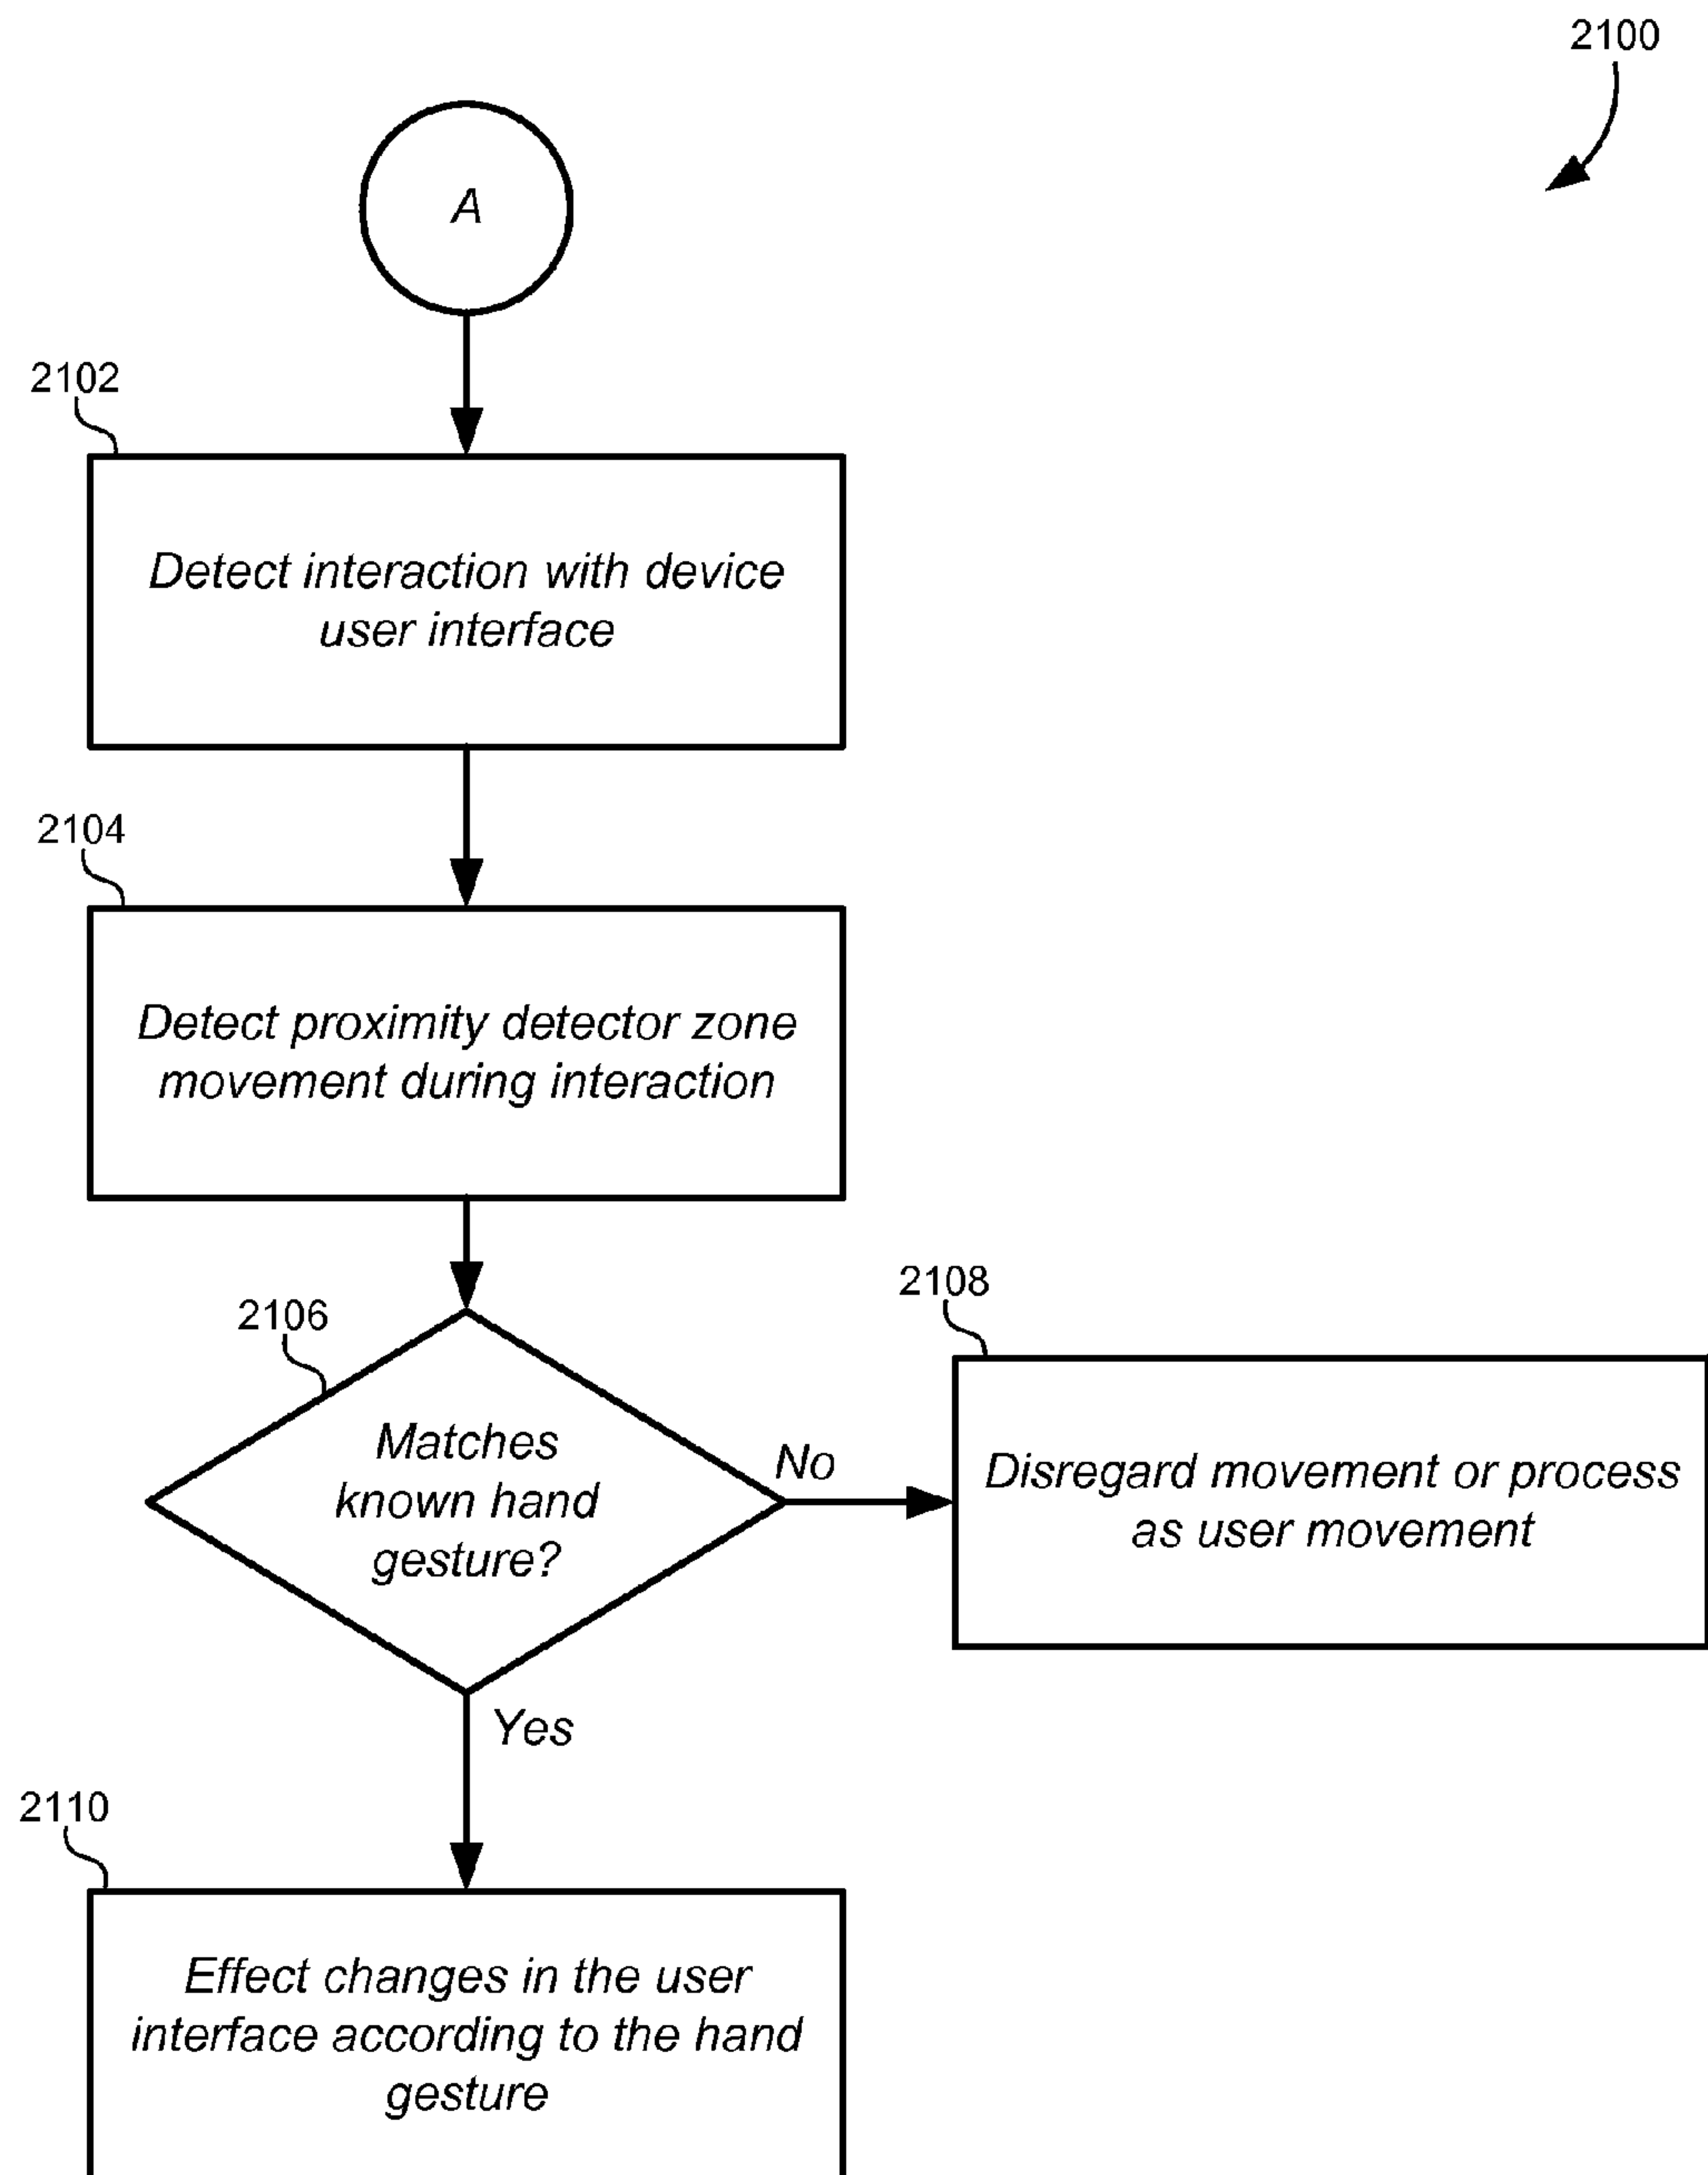 2100
A
2102
Detect interaction with device
user interface
2104
Detect proximity detector zone
movement during interaction
2106
Matches
known hand
gesture?
No
2108
Disregard movement or process
as user movement
Yes
2110
Effect changes in the user
interface according to the hand
gesture